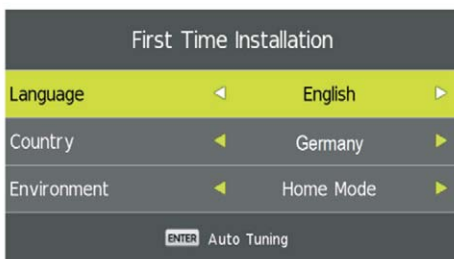 First Time Installation
Language English
Country Germany
Environment Home Mode
ENTER Auto Tuning